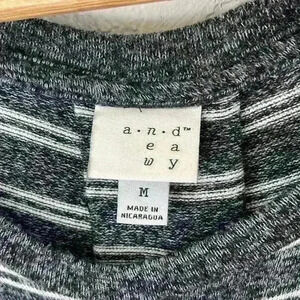 a·n·d™
e a
w y
M
MADE IN
NICARAGUA